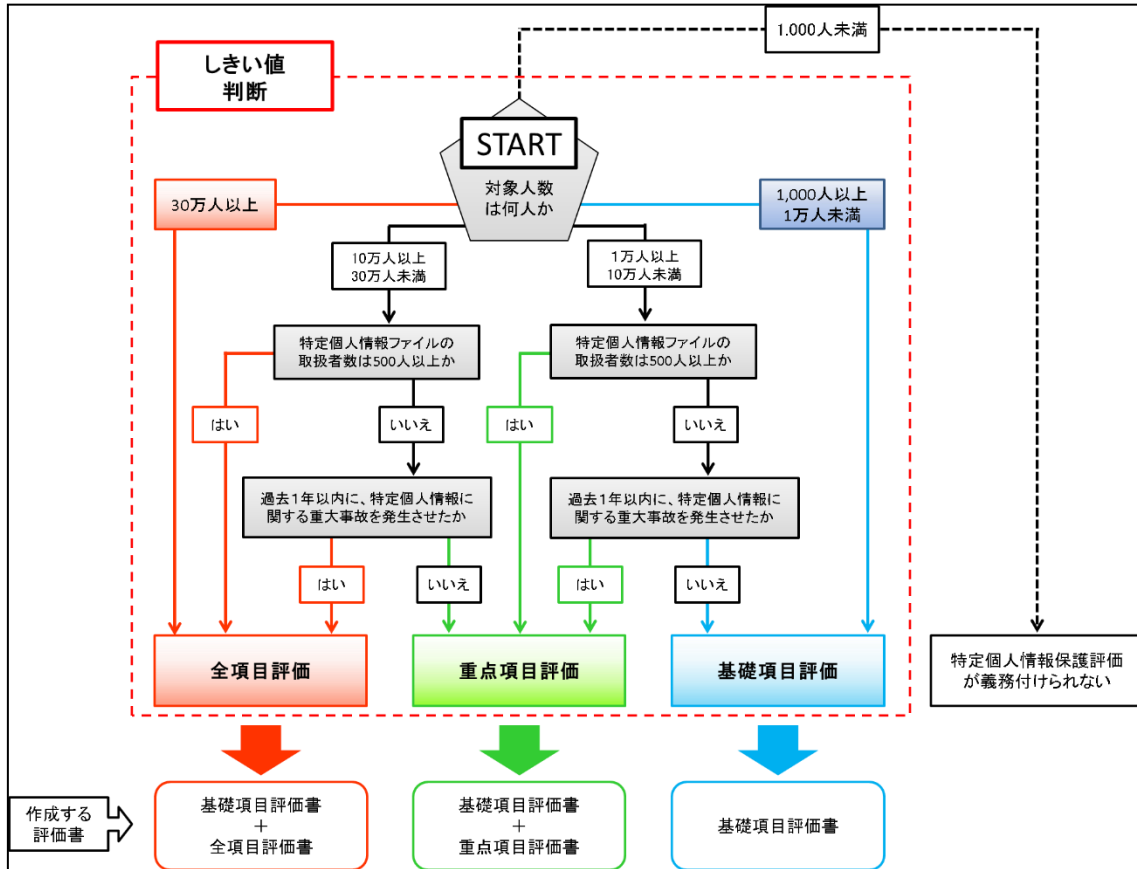 1.000人未満
しきい値
判断
START
対象人数
は何人か
30万人以上
1,000人以上
1万人未満
10万人以上
30万人未満
1万人以上
10万人未満
特定個人情報ファイルの
取扱者数は500人以上か
特定個人情報ファイルの
取扱者数は500人以上か
はい
いいえ
はい
いいえ
過去1年以内に、特定個人情報に
関する重大事故を発生させたか
過去1年以内に、特定個人情報に
関する重大事故を発生させたか
はい
いいえ
はい
いいえ
全項目評価
重点項目評価
基礎項目評価
特定個人情報保護評価
が義務付けられない
作成する
評価書
基礎項目評価書
+
全項目評価書
基礎項目評価書
+
重点項目評価書
基礎項目評価書